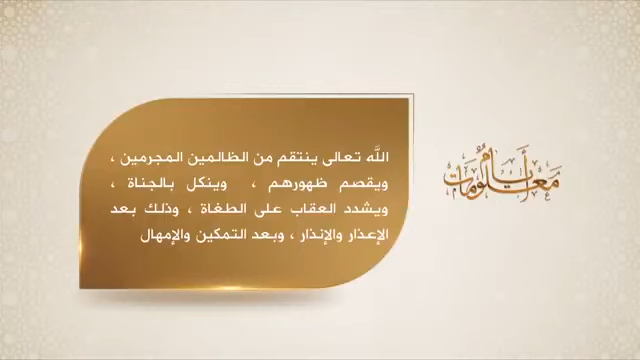 الله تعالى ينتقم من الظالمين المجرمين ،
ويقصم ظهورهم ، وينكل بالجناة ،
ويشدد العقاب على الطغاة ، وذلك بعد
الإعذار والإنذار ، وبعد التمكين والإمهال
أيام معلومات